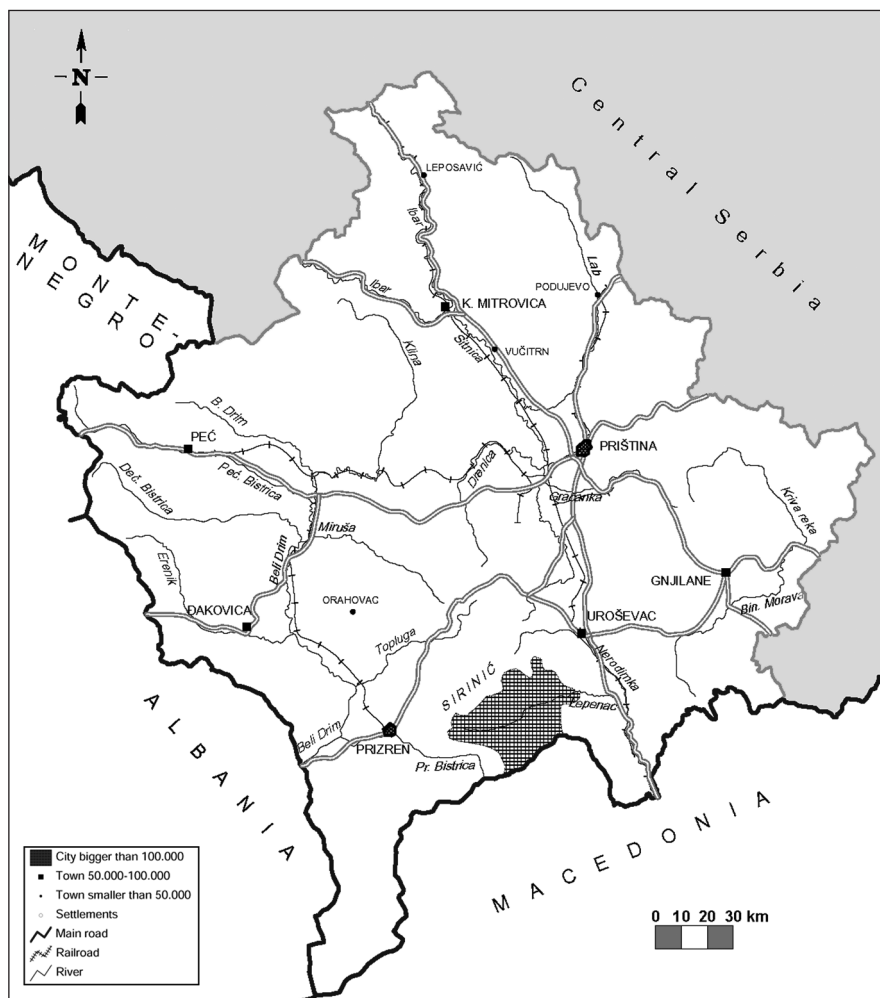 N
Central Serbia
MONTE-
NEGRO
LEPOSAVIĆ
Ibar
Lab
PODUJEVO
Ibar
K. MITROVICA
Sitnica
VUČITRN
Klina
B. Drim
PEĆ
PRIŠTINA
Peć. Bistrica
Drenica
Deč. Bistrica
Gračanka
Kriva reka
Miruša
Erenik
Beli Drim
GNJILANE
ĐAKOVICA
ORAHOVAC
Bin. Morava
UROŠEVAC
Topluga
Nerodimka
SIRINIĆ
Lepenac
Beli Drim
PRIZREN
Pr. Bistrica
ALBANIA
MACEDONIA
City bigger than 100.000
Town 50.000-100.000
Town smaller than 50.000
Settlements
Main road
Railroad
River
0 10 20 30 km